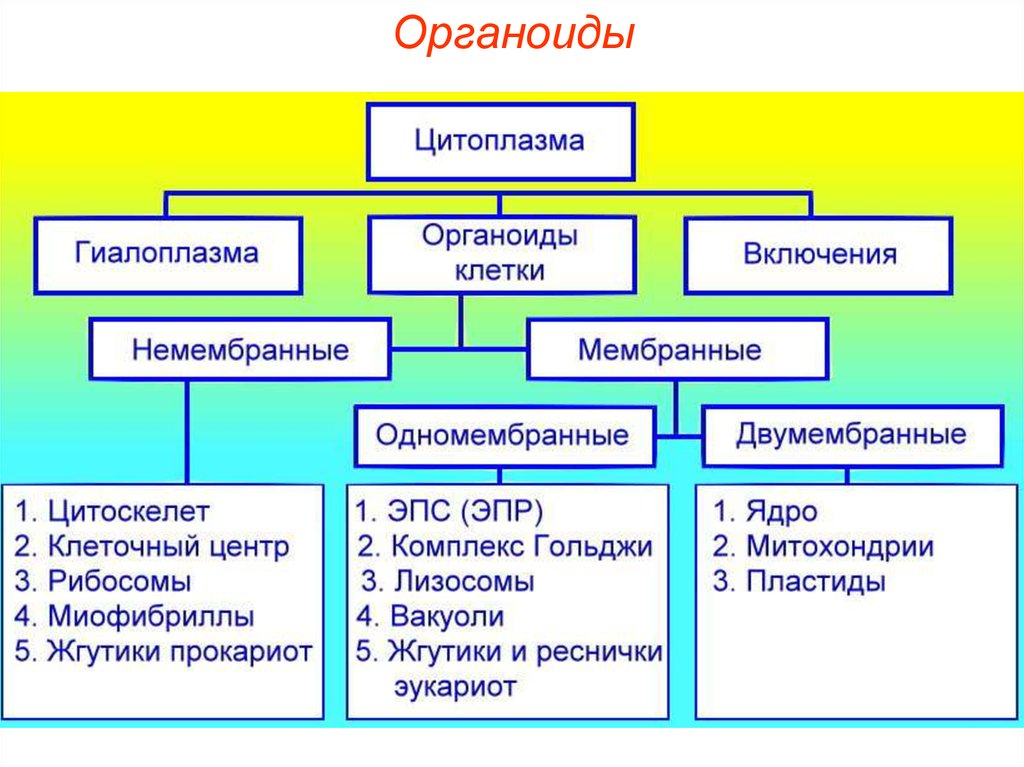 Органоиды
Цитоплазма
Гиалоплазма
Органоиды
клетки
Включения
Немембранные
Мембранные
Одномембранные
Двумембранные
1. Цитоскелет
2. Клеточный центр
3. Рибосомы
4. Миофибриллы
5. Жгутики прокариот
1. ЭПС (ЭПР)
2. Комплекс Гольджи
3. Лизосомы
4. Вакуоли
5. Жгутики и реснички
эукариот
1. Ядро
2. Митохондрии
3. Пластиды